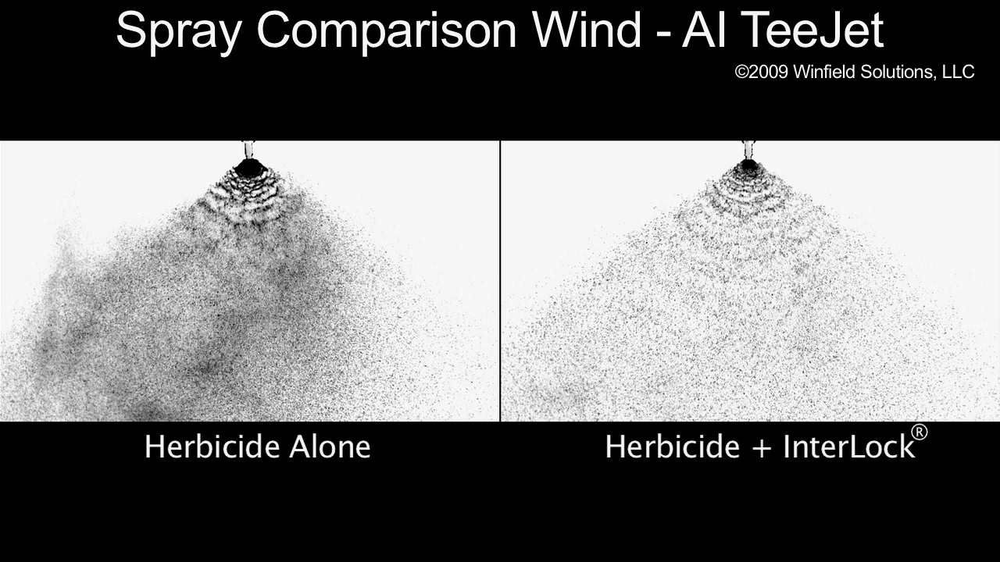 Spray Comparison Wind - AI TeeJet
©2009 Winfield Solutions, LLC
Herbicide Alone
Herbicide + InterLock®